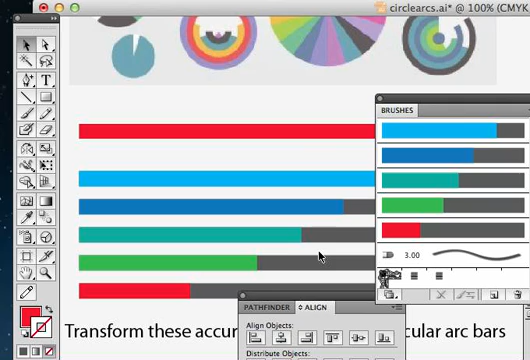 circlearcs.ai* @ 100% (CMYK
BRUSHES
3.00
PATHFINDER ALIGN
Align Objects:
Transform these accur cular arc bars
Distribute Objects: